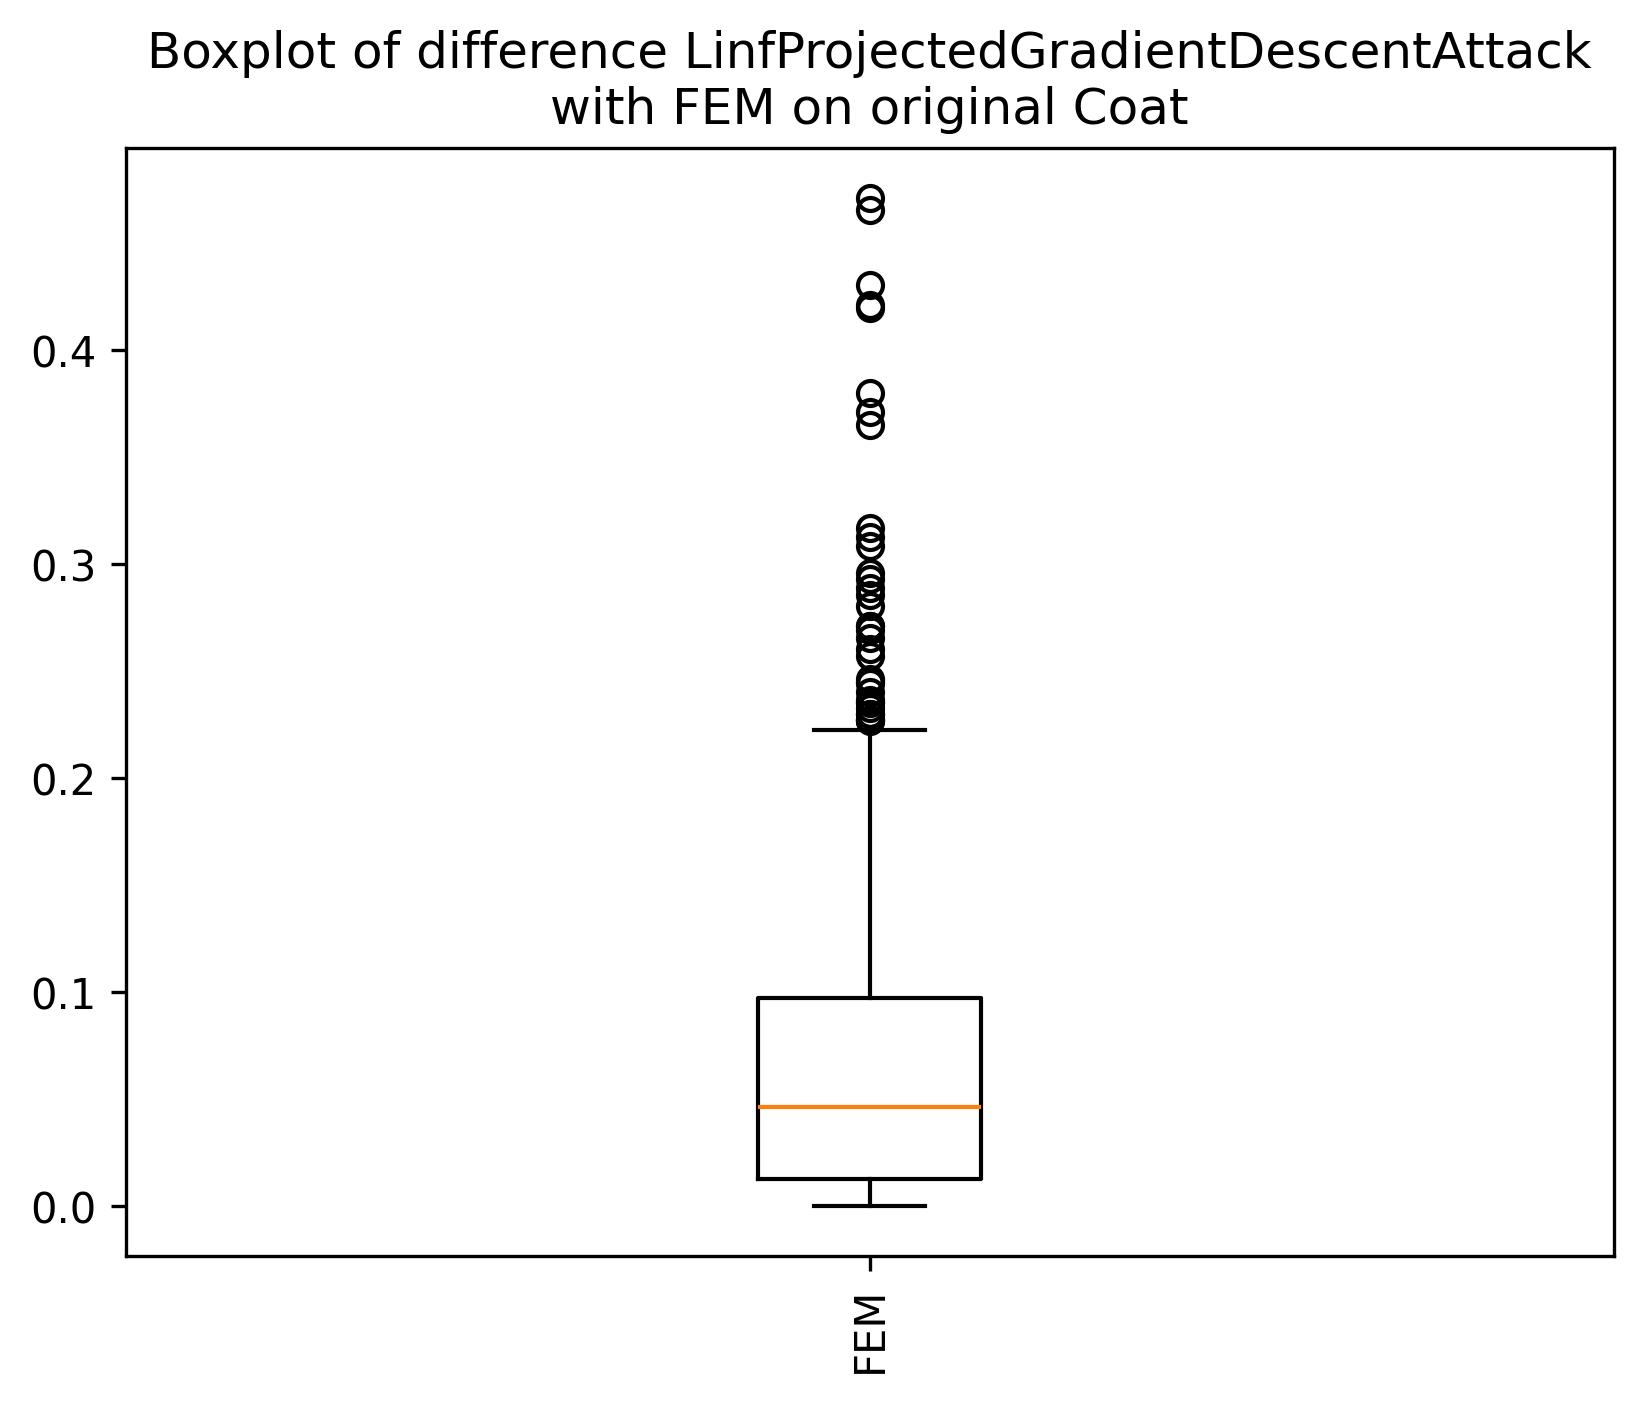 Boxplot of difference LinfProjectedGradientDescentAttack
with FEM on original Coat
0.4
0.3
0.2
0.1
0.0
FEM